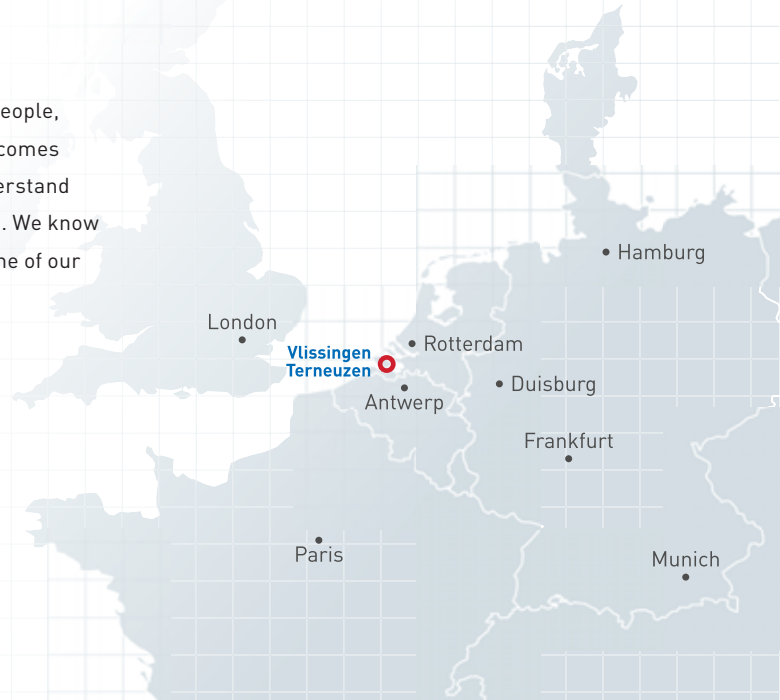 eople,
comes
erstand
. We know
ne of our
Hamburg
London
Rotterdam
Vlissingen
Terneuzen
Duisburg
Antwerp
Frankfurt
Paris
Munich